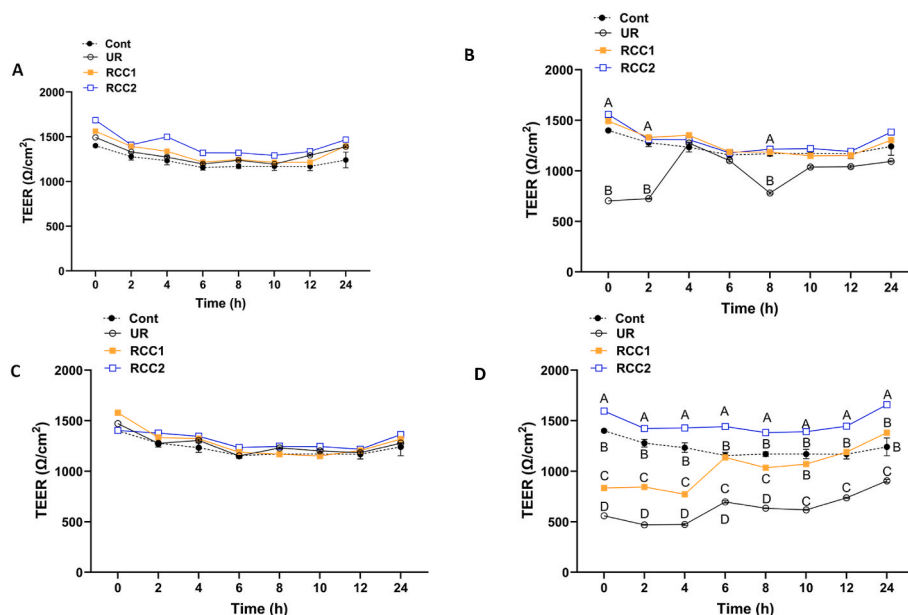 A
Cont
UR
RCC1
RCC2
TEER (Ω/cm²)
2000
1500
1000
500
0
0 2 4 6 8 10 12 24
Time (h)
B
Cont
UR
RCC1
RCC2
TEER (Ω/cm²)
2000
1500
1000
500
0
A A A
B B B
0 2 4 6 8 10 12 24
Time (h)
C
Cont
UR
RCC1
RCC2
TEER (Ω/cm²)
2000
1500
1000
500
0
0 2 4 6 8 10 12 24
Time (h)
D
Cont
UR
RCC1
RCC2
TEER (Ω/cm²)
2000
1500
1000
500
0
A A A A A A A A
B B B B B B B B
C C C C C B C C
D D D D D C
0 2 4 6 8 10 12 24
Time (h)